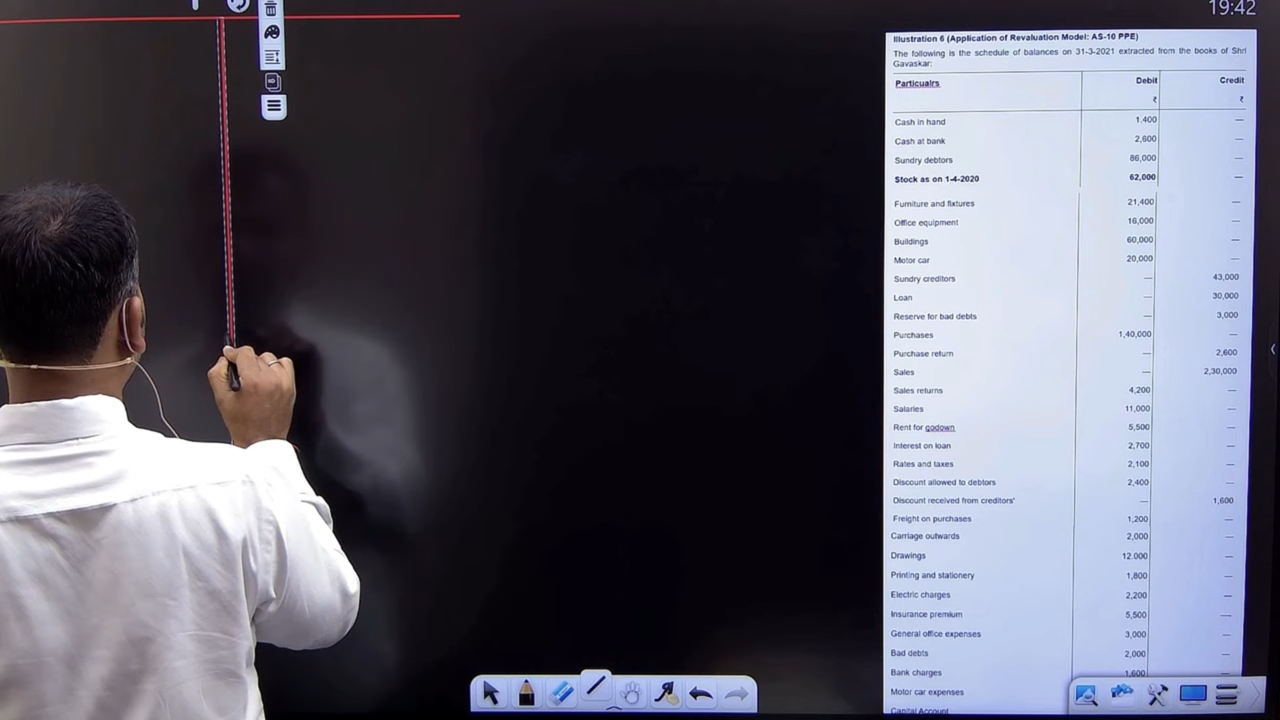 19:42
Illustration 6 (Application of Revaluation Model: AS-10 PPE)
The following is the schedule of balances on 31-3-2021 extracted from the books of Shri
Gavaskar:
Particualrs Debit Credit
₹ ₹
Cash in hand 1,400 —
Cash at bank 2,600 —
Sundry debtors 86,000 —
Stock as on 1-4-2020 62,000 —
Furniture and fixtures 21,400 —
Office equipment 16,000 —
Buildings 60,000 —
Motor car 20,000 —
Sundry creditors — 43,000
Loan — 30,000
Reserve for bad debts — 3,000
Purchases 1,40,000 —
Purchase return — 2,600
Sales — 2,30,000
Sales returns 4,200 —
Salaries 11,000 —
Rent for godown 5,500 —
Interest on loan 2,700 —
Rates and taxes 2,100 —
Discount allowed to debtors 2,400 —
Discount received from creditors' — 1,600
Freight on purchases 1,200 —
Carriage outwards 2,000 —
Drawings 12.000 —
Printing and stationery 1,800 —
Electric charges 2,200 —
Insurance premium 5,500 —
General office expenses 3,000 —
Bad debts 2,000 —
Bank charges 1,600 —
Motor car expenses
Capital Account